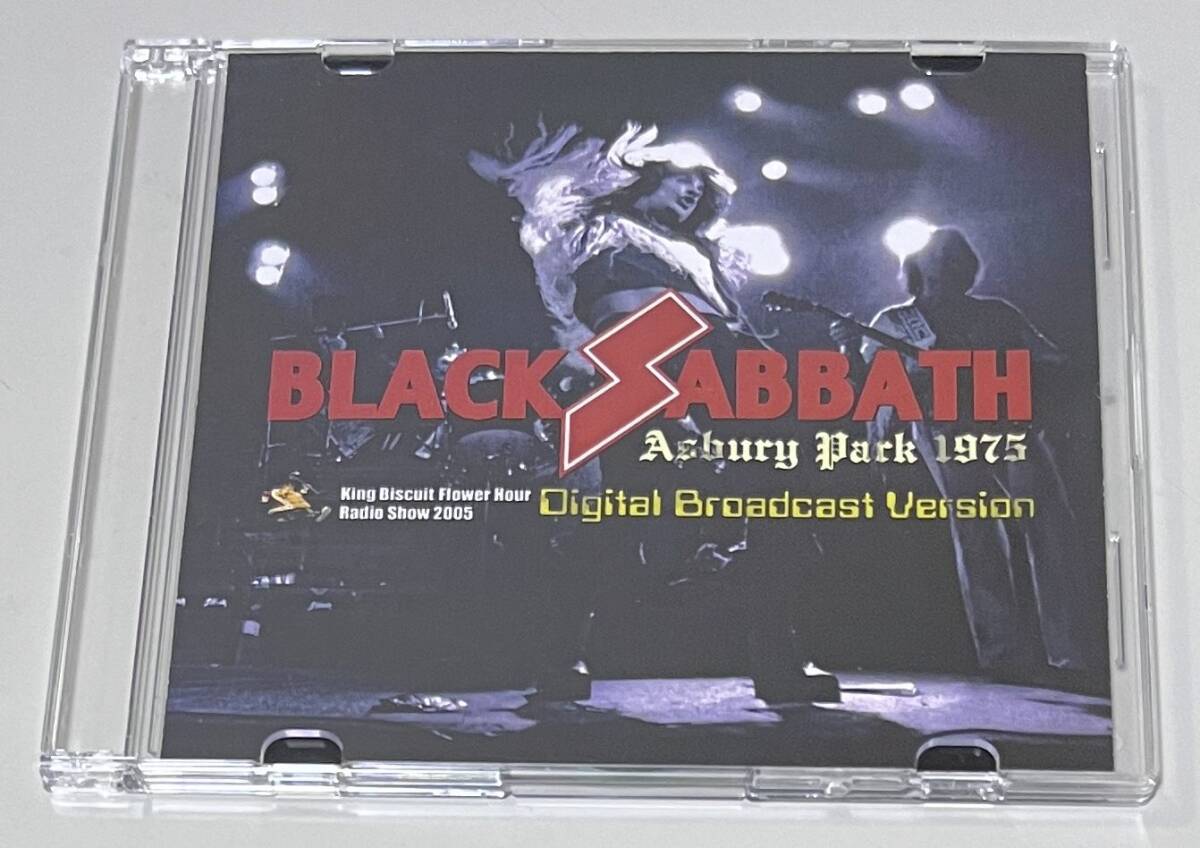 BLACK SABBATH
Asbury Park 1975
King Biscuit Flower Hour
Radio Show 2005
Digital Broadcast Version